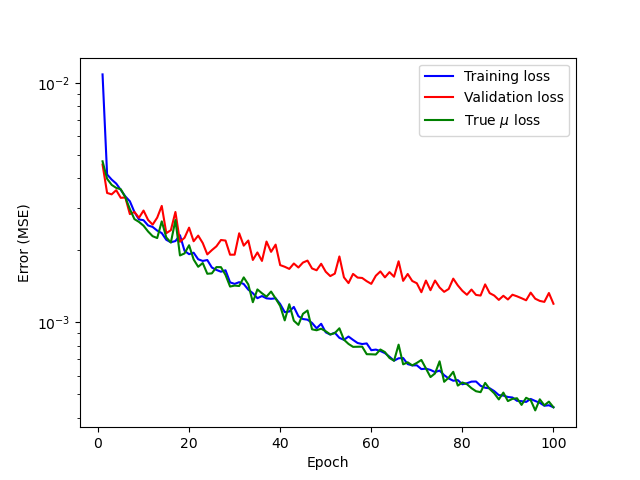 Training loss
Validation loss
True μ loss
10⁻²
10⁻³
Error (MSE)
0 20 40 60 80 100
Epoch